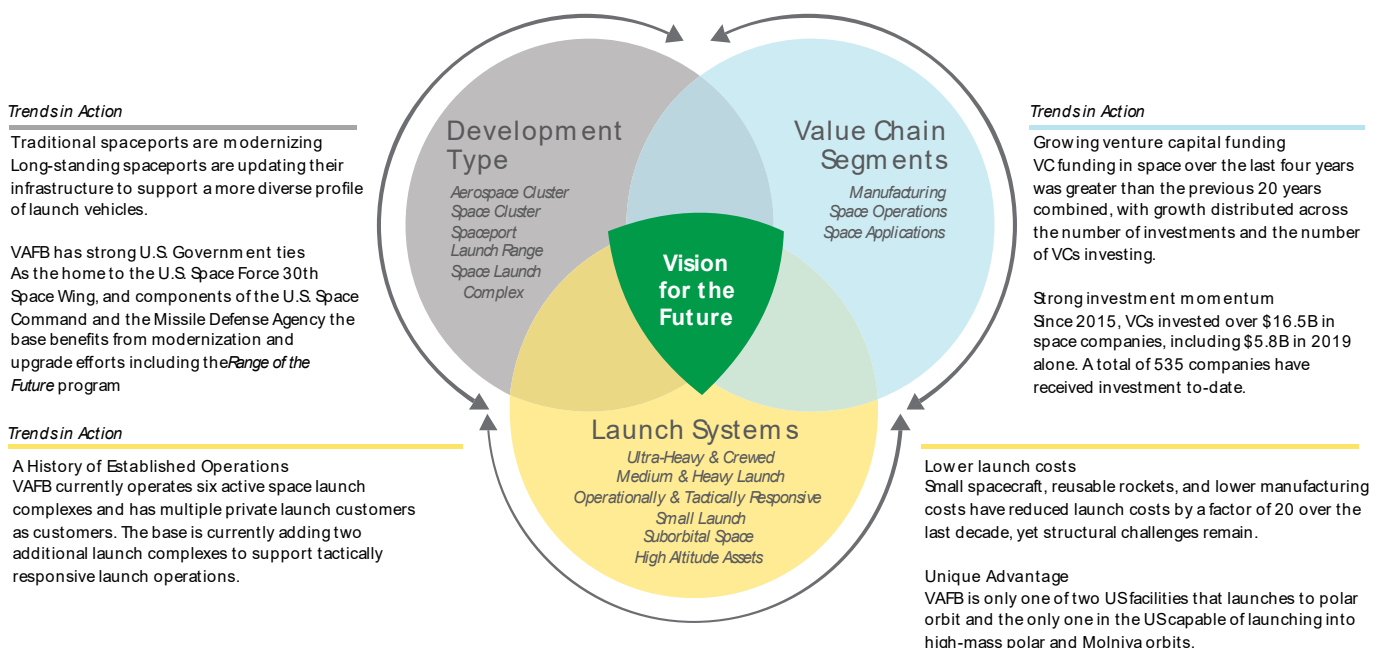 Trends in Action
Traditional spaceports are modernizing
Long-standing spaceports are updating their
infrastructure to support a more diverse profile
of launch vehicles.
VAFB has strong U.S. Government ties
As the home to the U.S. Space Force 30th
Space Wing, and components of the U.S. Space
Command and the Missile Defense Agency the
base benefits from modernization and
upgrade efforts including the Range of the
Future program
Development
Type
Aerospace Cluster
Space Cluster
Spaceport
Launch Range
Space Launch
Complex
Value Chain
Segments
Manufacturing
Space Operations
Space Applications
Vision
for the
Future
Trends in Action
Growing venture capital funding
VC funding in space over the last four years
was greater than the previous 20 years
combined, with growth distributed across
the number of investments and the number
of VCs investing.
Strong investment momentum
Since 2015, VCs invested over $16.5B in
space companies, including $5.8B in 2019
alone. A total of 535 companies have
received investment to-date.
Trends in Action
A History of Established Operations
VAFB currently operates six active space launch
complexes and has multiple private launch customers
as customers. The base is currently adding two
additional launch complexes to support tactically
responsive launch operations.
Launch Systems
Ultra-Heavy & Crewed
Medium & Heavy Launch
Operationally & Tactically Responsive
Small Launch
Suborbital Space
High Altitude Assets
Lower launch costs
Small spacecraft, reusable rockets, and lower manufacturing
costs have reduced launch costs by a factor of 20 over the
last decade, yet structural challenges remain.
Unique Advantage
VAFB is only one of two US facilities that launches to polar
orbit and the only one in the US capable of launching into
high-mass polar and Molniya orbits.